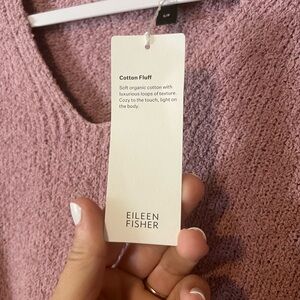 Cotton Fluff
Soft organic cotton with
luxurious loops of texture.
Cozy to the touch, light on
the body.
EILEEN
FISHER